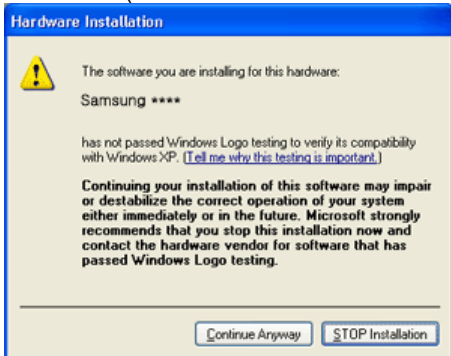 Hardware Installation
The software you are installing for this hardware:
Samsung ****
has not passed Windows Logo testing to verify its compatibility
with Windows XP. (Tell me why this testing is important.)
Continuing your installation of this software may impair
or destabilize the correct operation of your system
either immediately or in the future. Microsoft strongly
recommends that you stop this installation now and
contact the hardware vendor for software that has
passed Windows Logo testing.
Continue Anyway
STOP Installation